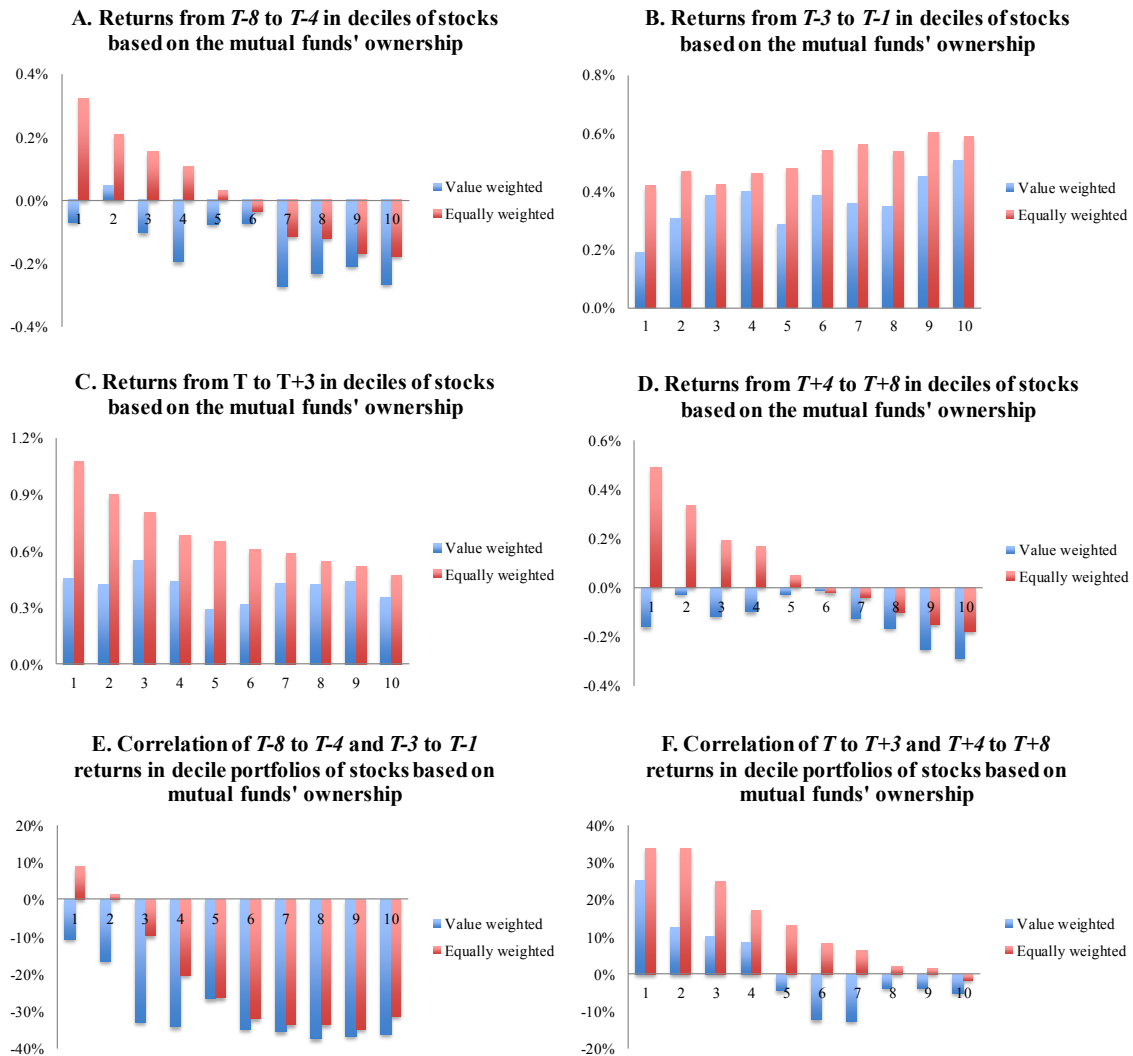 A. Returns from T-8 to T-4 in deciles of stocks
based on the mutual funds' ownership
0.4%
0.2%
0.0%
-0.2%
-0.4%
1 2 3 4 5 6 7 8 9 10
Value weighted
Equally weighted
B. Returns from T-3 to T-1 in deciles of stocks
based on the mutual funds' ownership
0.8%
0.6%
0.4%
0.2%
0.0%
1 2 3 4 5 6 7 8 9 10
Value weighted
Equally weighted
C. Returns from T to T+3 in deciles of stocks
based on the mutual funds' ownership
1.2%
0.9%
0.6%
0.3%
0.0%
1 2 3 4 5 6 7 8 9 10
Value weighted
Equally weighted
D. Returns from T+4 to T+8 in deciles of stocks
based on the mutual funds' ownership
0.6%
0.4%
0.2%
0.0%
-0.2%
-0.4%
1 2 3 4 5 6 7 8 9 10
Value weighted
Equally weighted
E. Correlation of T-8 to T-4 and T-3 to T-1
returns in decile portfolios of stocks based on
mutual funds' ownership
20%
10%
0%
-10%
-20%
-30%
-40%
1 2 3 4 5 6 7 8 9 10
Value weighted
Equally weighted
F. Correlation of T to T+3 and T+4 to T+8
returns in decile portfolios of stocks based on
mutual funds' ownership
40%
30%
20%
10%
0%
-10%
-20%
1 2 3 4 5 6 7 8 9 10
Value weighted
Equally weighted